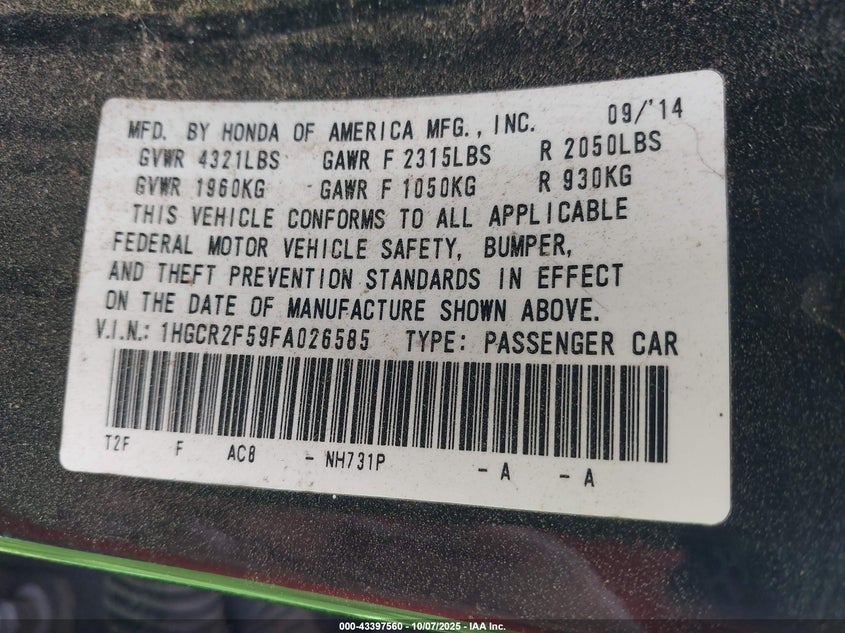 MFD. BY HONDA OF AMERICA MFG., INC. 09/'14
GVWR 4321LBS GAWR F 2315LBS R 2050LBS
GVWR 1960KG GAWR F 1050KG R 930KG
THIS VEHICLE CONFORMS TO ALL APPLICABLE
FEDERAL MOTOR VEHICLE SAFETY, BUMPER,
AND THEFT PREVENTION STANDARDS IN EFFECT
ON THE DATE OF MANUFACTURE SHOWN ABOVE.
V.I.N.: 1HGCR2F59FA026585 TYPE: PASSENGER CAR
T2F F AC8 - NH731P - A - A
000-43397560 - 10/07/2025 - IAA Inc.